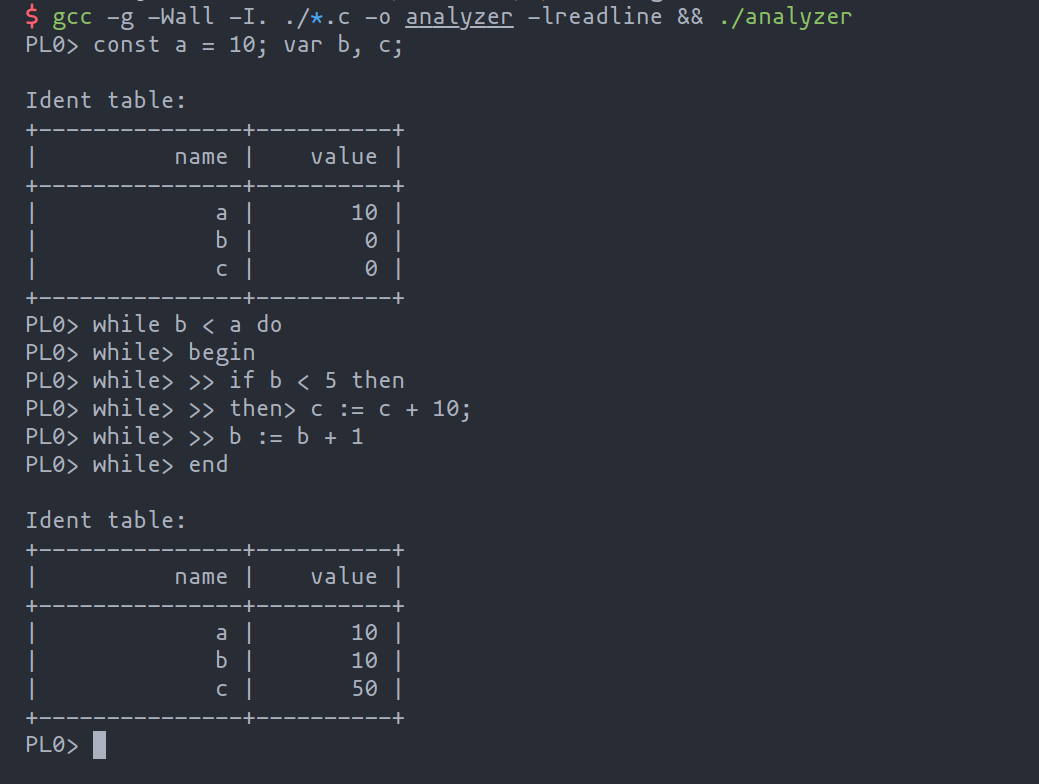 $ gcc -g -Wall -I. ./*.c -o analyzer -lreadline && ./analyzer
PL0> const a = 10; var b, c;

Ident table:
+---------------+----------+
|          name |    value |
+---------------+----------+
|             a |       10 |
|             b |        0 |
|             c |        0 |
+---------------+----------+
PL0> while b < a do
PL0> while> begin
PL0> while> >> if b < 5 then
PL0> while> >> then> c := c + 10;
PL0> while> >> b := b + 1
PL0> while> end

Ident table:
+---------------+----------+
|          name |    value |
+---------------+----------+
|             a |       10 |
|             b |       10 |
|             c |       50 |
+---------------+----------+
PL0>